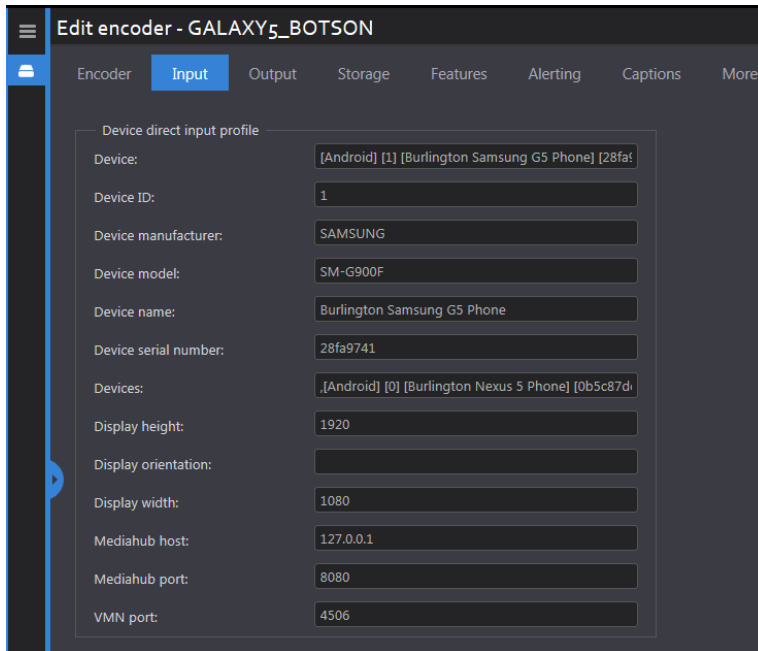 Edit encoder - GALAXY5_BOTSON
Encoder Input Output Storage Features Alerting Captions More
Device direct input profile
Device: [Android] [1] [Burlington Samsung G5 Phone] [28fa9
Device ID: 1
Device manufacturer: SAMSUNG
Device model: SM-G900F
Device name: Burlington Samsung G5 Phone
Device serial number: 28fa9741
Devices: ,[Android] [0] [Burlington Nexus 5 Phone] [0b5c87d
Display height: 1920
Display orientation:
Display width: 1080
Mediahub host: 127.0.0.1
Mediahub port: 8080
VMN port: 4506